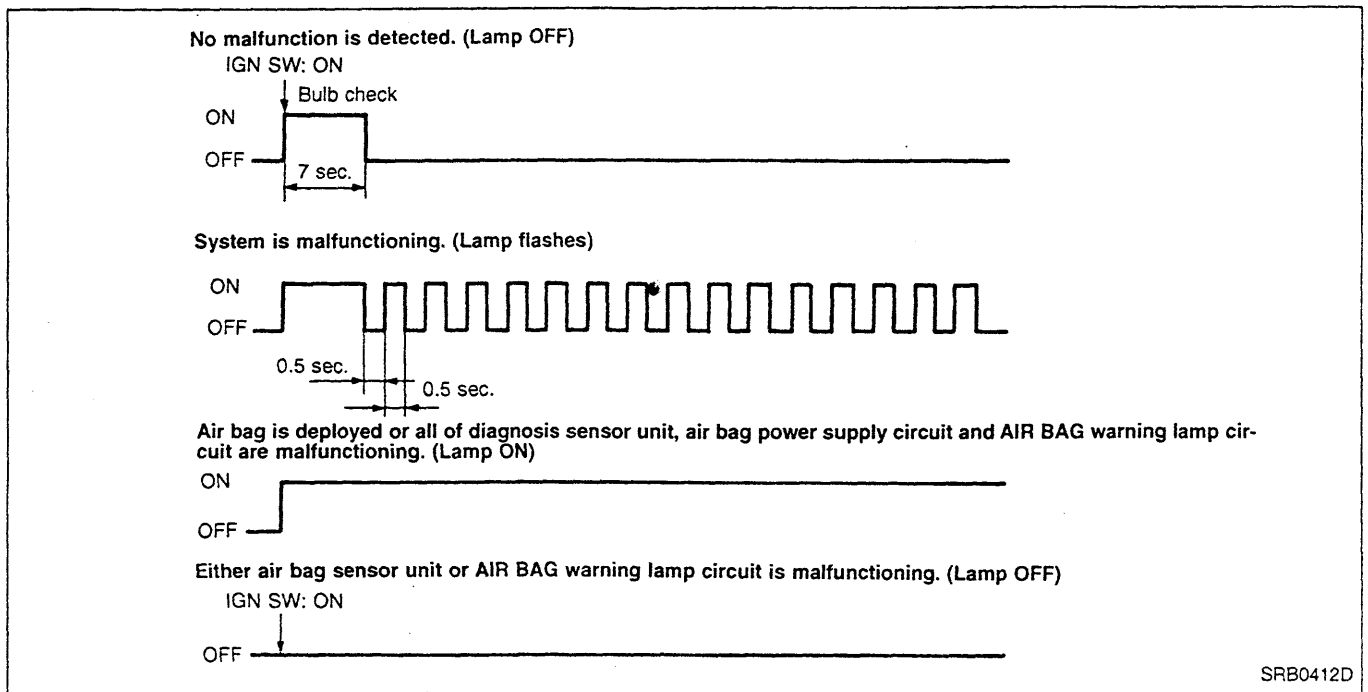 No malfunction is detected. (Lamp OFF)
IGN SW: ON
Bulb check
ON
OFF
7 sec.
System is malfunctioning. (Lamp flashes)
ON
OFF
0.5 sec.
0.5 sec.
Air bag is deployed or all of diagnosis sensor unit, air bag power supply circuit and AIR BAG warning lamp cir-
cuit are malfunctioning. (Lamp ON)
ON
OFF
Either air bag sensor unit or AIR BAG warning lamp circuit is malfunctioning. (Lamp OFF)
IGN SW: ON
OFF
SRB0412D